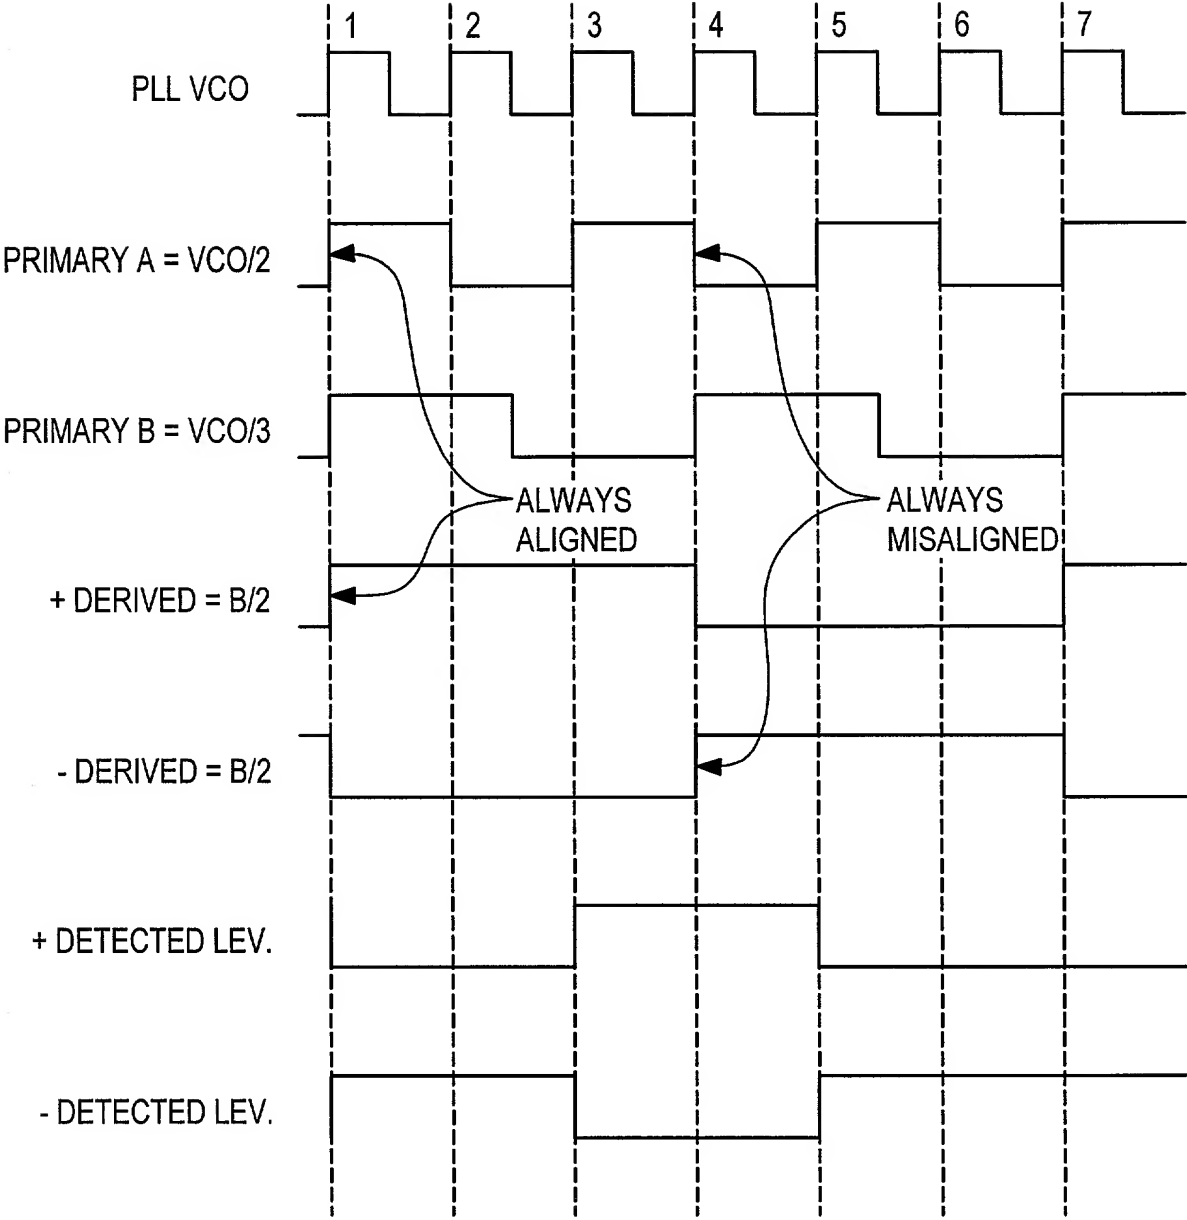 1 2 3 4 5 6 7
PLL VCO
PRIMARY A = VCO/2
PRIMARY B = VCO/3
ALWAYS
ALIGNED
ALWAYS
MISALIGNED
+ DERIVED = B/2
- DERIVED = B/2
+ DETECTED LEV.
- DETECTED LEV.